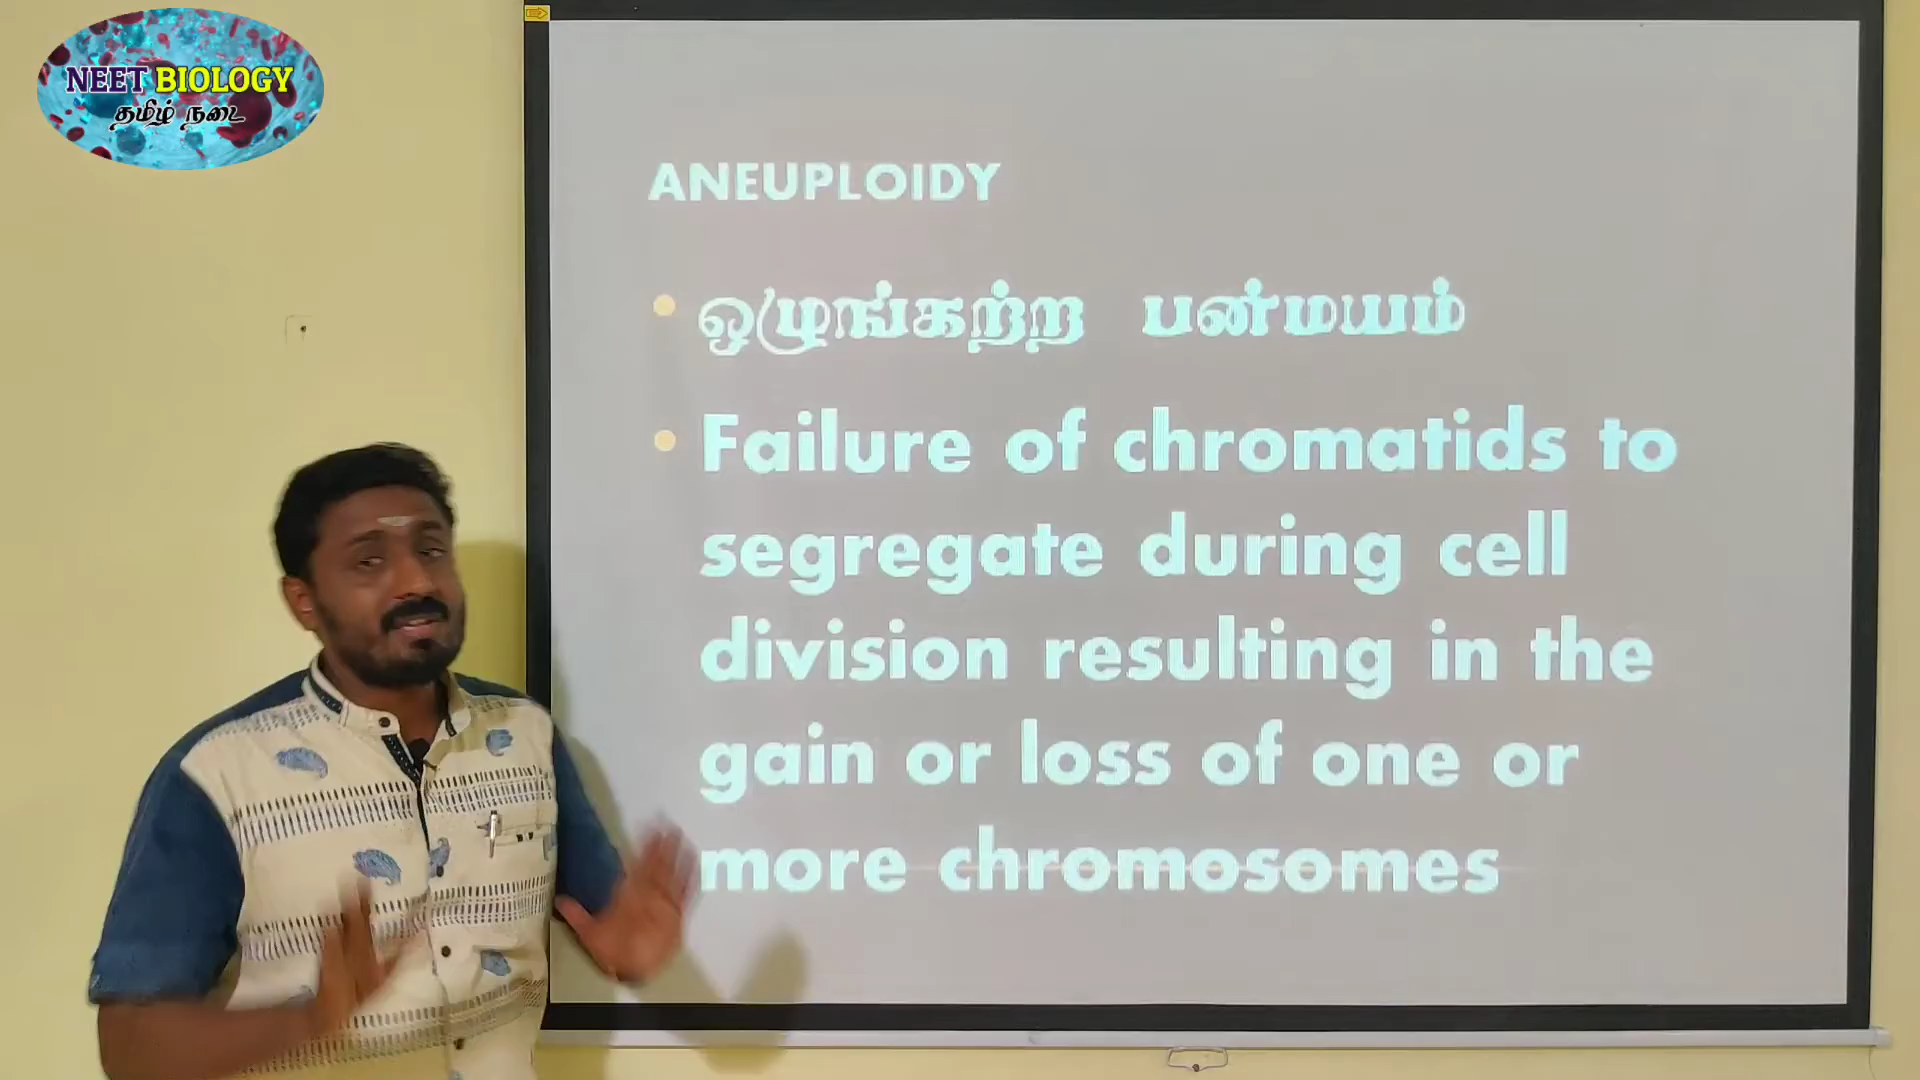 NEET BIOLOGY
தமிழ் நடை
ANEUPLOIDY
• ஒழுங்கற்ற பன்மயம்
• Failure of chromatids to
segregate during cell
division resulting in the
gain or loss of one or
more chromosomes